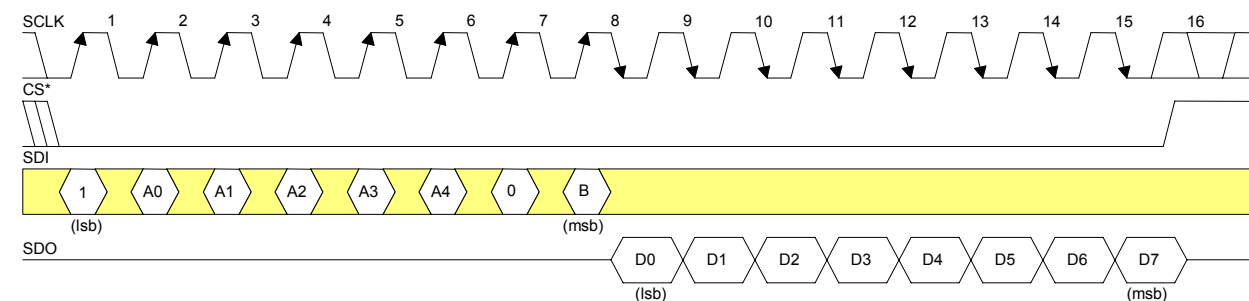 SCLK 1 2 3 4 5 6 7 8 9 10 11 12 13 14 15 16
CS*
SDI
1 A0 A1 A2 A3 A4 0 B
(lsb) (msb)
SDO
D0 D1 D2 D3 D4 D5 D6 D7
(lsb) (msb)